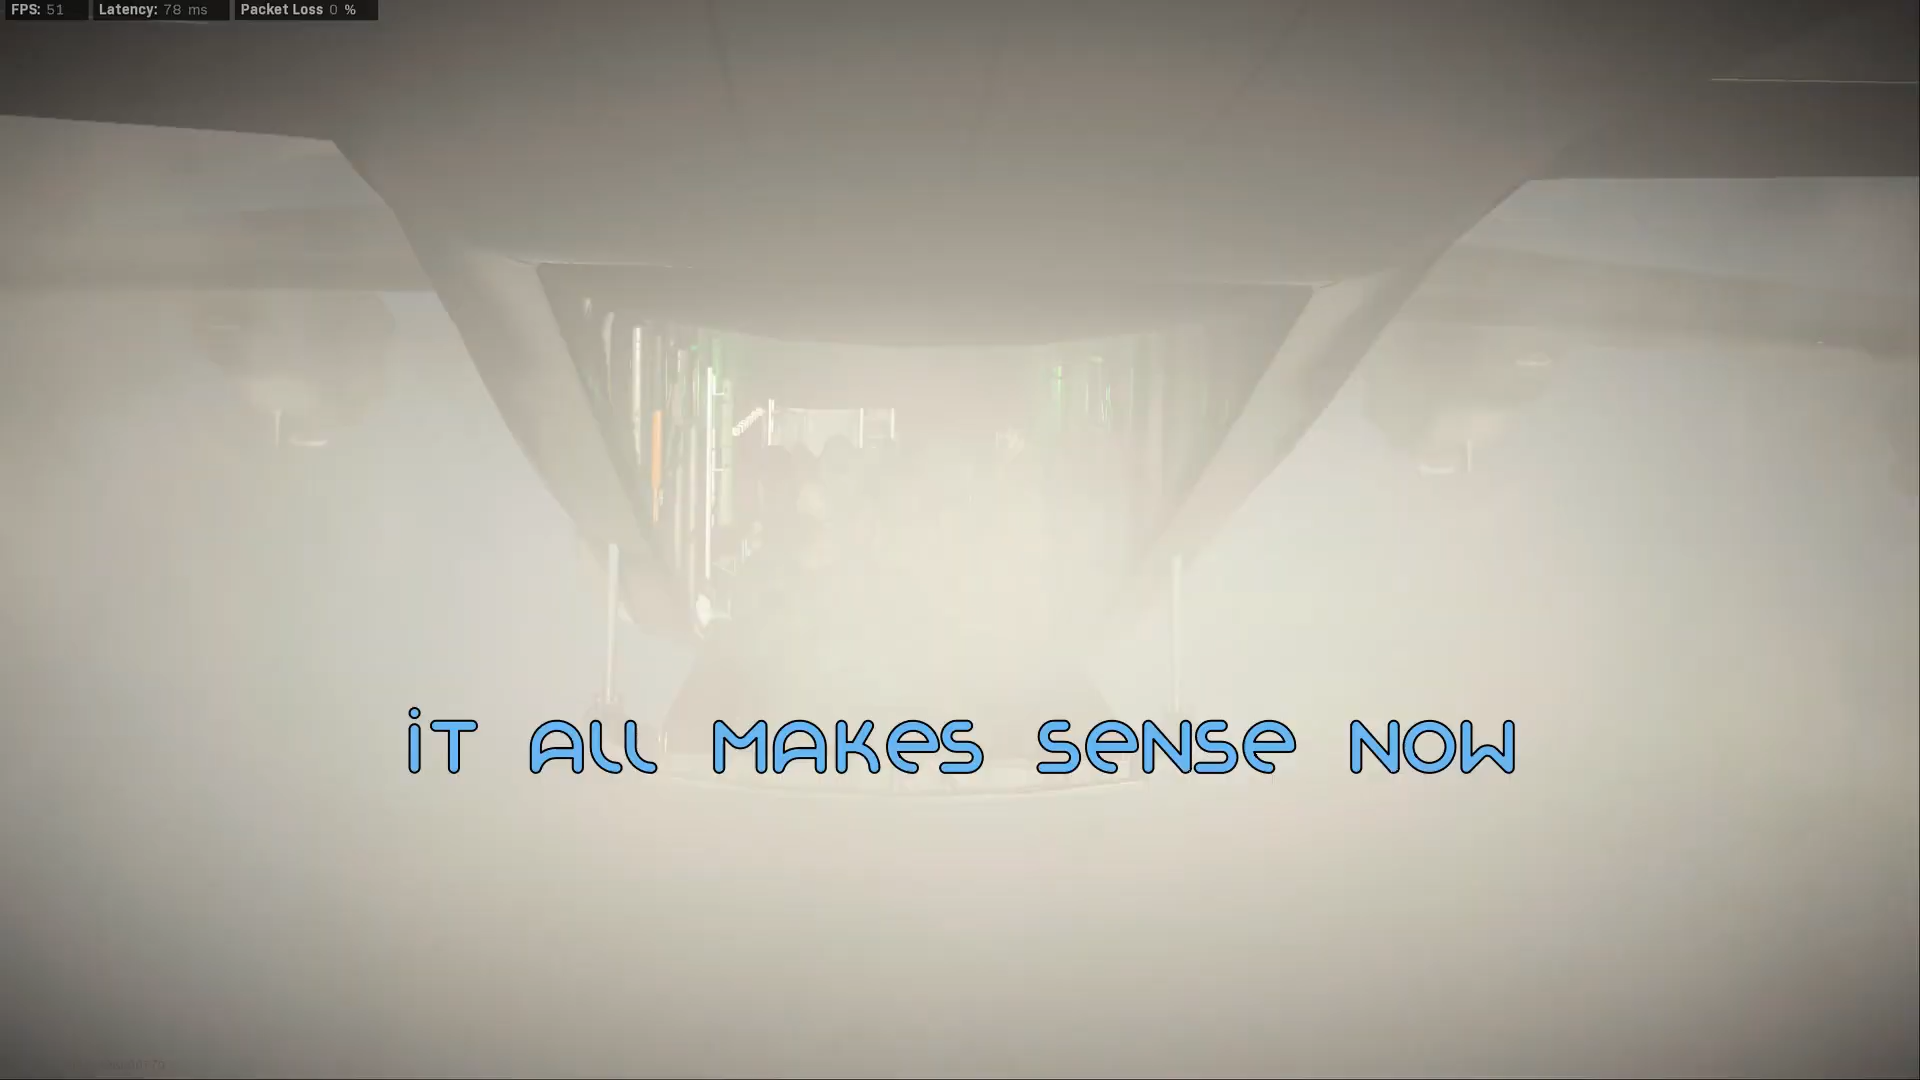 FPS: 51 Latency: 78 ms Packet Loss 0 %
iT ALL MAKES SENSE NOW